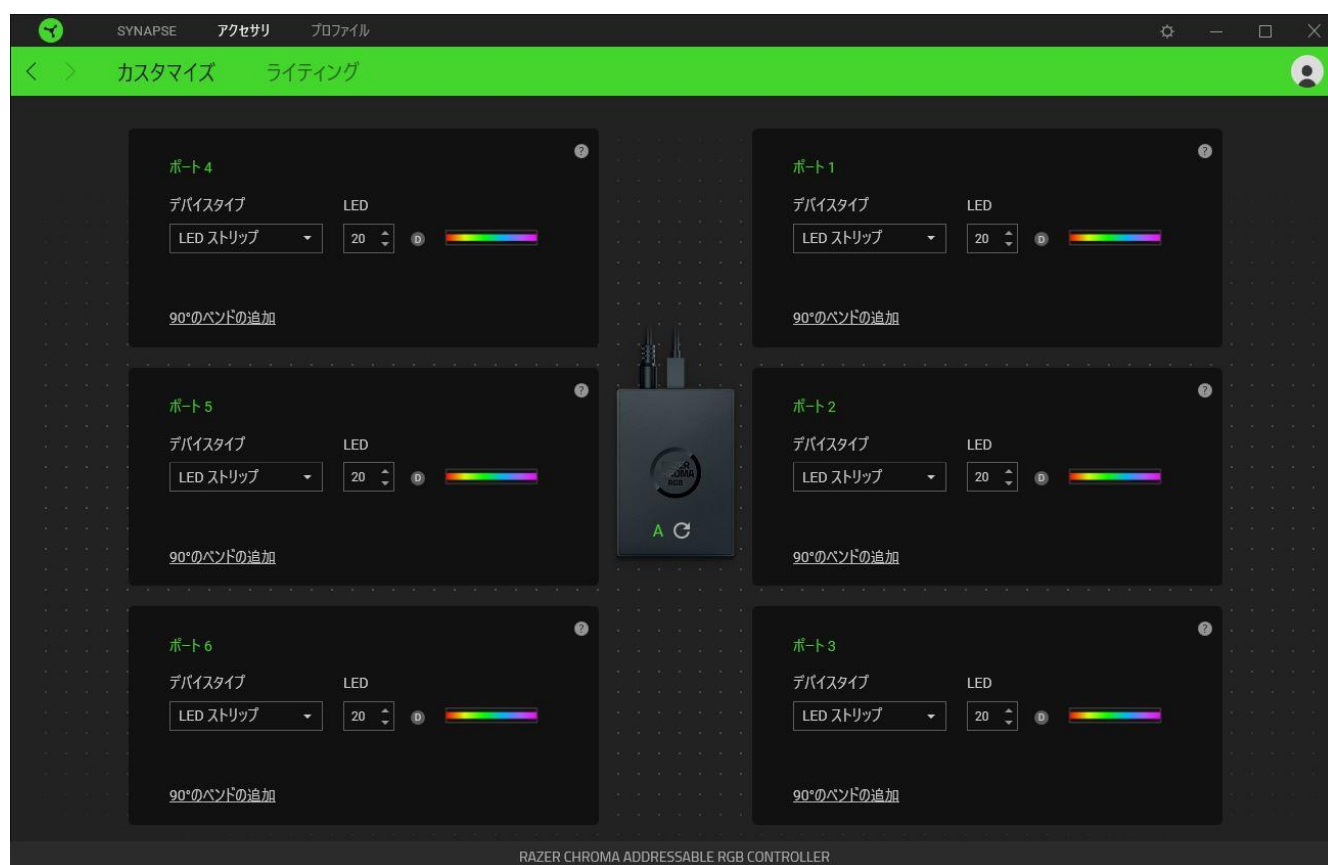 SYNAPSE アクセサリ プロファイル
カスタマイズ ライティング
ポート 4
デバイスタイプ LED
LED ストリップ 20 D
90°のベンドの追加
ポート 1
デバイスタイプ LED
LED ストリップ 20 D
90°のベンドの追加
ポート 5
デバイスタイプ LED
LED ストリップ 20 D
90°のベンドの追加
RAZER
CHROMA
RGB
A
ポート 2
デバイスタイプ LED
LED ストリップ 20 D
90°のベンドの追加
ポート 6
デバイスタイプ LED
LED ストリップ 20 D
90°のベンドの追加
ポート 3
デバイスタイプ LED
LED ストリップ 20 D
90°のベンドの追加
RAZER CHROMA ADDRESSABLE RGB CONTROLLER